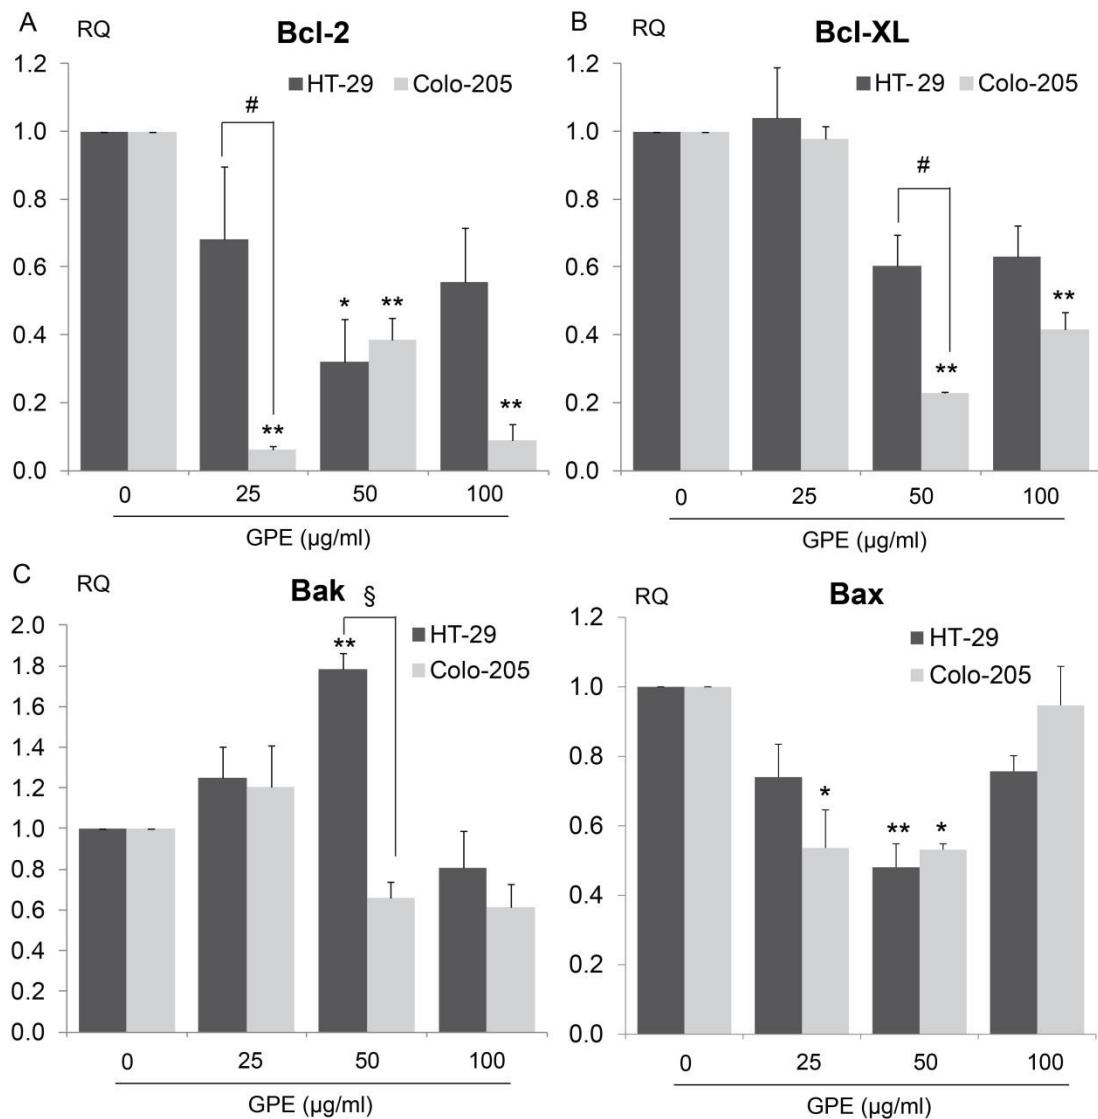 A
RQ
Bcl-2
1.2
HT-29
Colo-205
#
1.0
0.8
0.6
*
**
0.4
**
0.2
**
0.0
0
25
50
100
GPE (µg/ml)
B
RQ
Bcl-XL
1.2
HT-29
Colo-205
1.0
#
0.8
0.6
**
0.4
**
0.2
0.0
0
25
50
100
GPE (µg/ml)
C
RQ
Bak
§
2.0
HT-29
**
1.8
Colo-205
1.6
1.4
1.2
1.0
0.8
0.6
0.4
0.2
0.0
0
25
50
100
GPE (µg/ml)
RQ
Bax
1.2
HT-29
Colo-205
1.0
0.8
*
**
*
0.6
0.4
0.2
0.0
0
25
50
100
GPE (µg/ml)